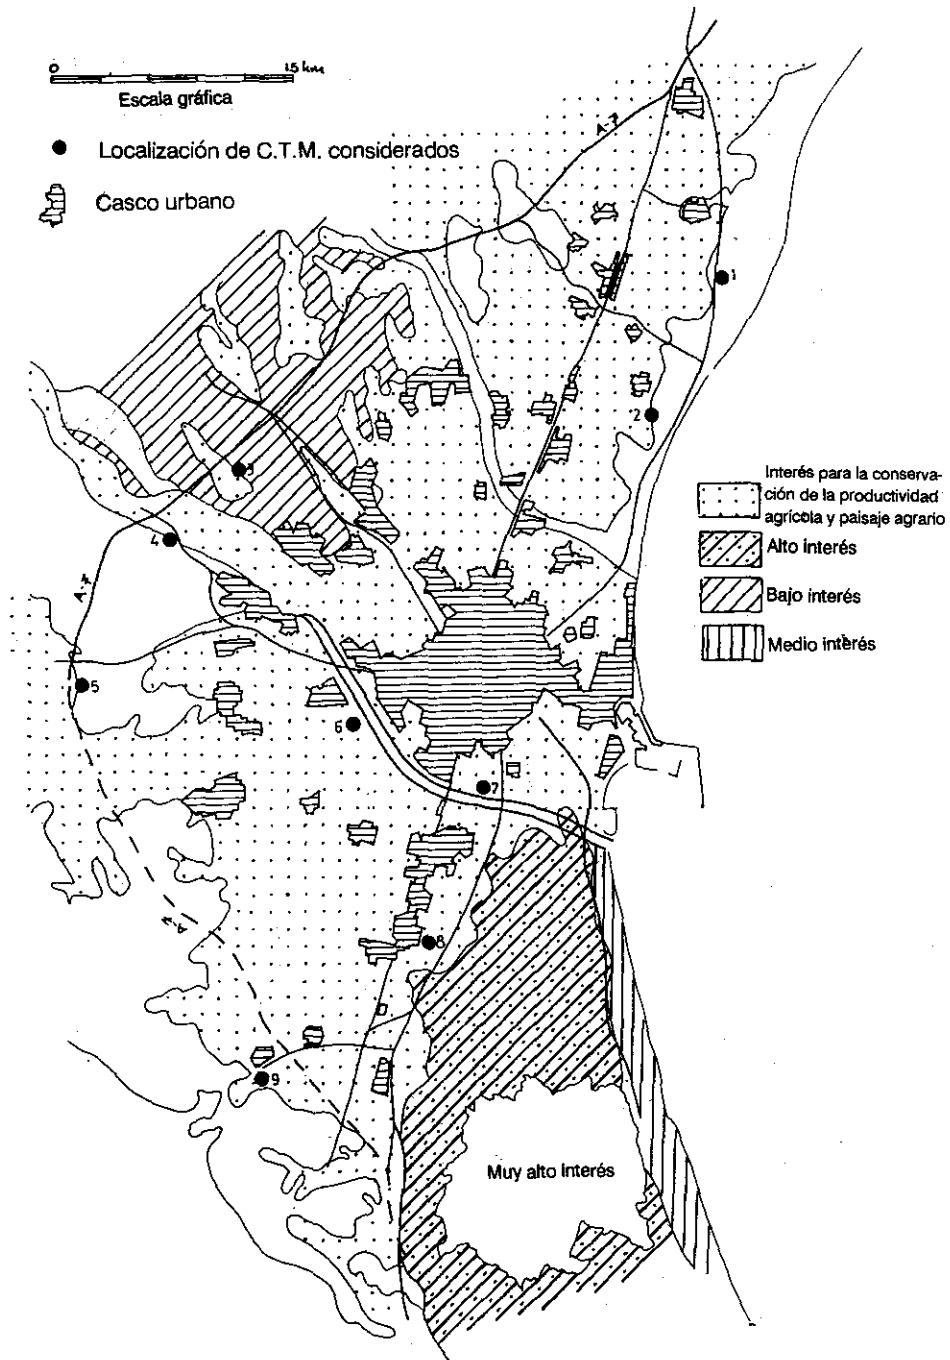 0 15 km
Escala gráfica
Localización de C.T.M. considerados
Casco urbano
A-7
1
2
3
4
A-7
5
6
7
A-7
8
9
Interés para la conserva-
ción de la productividad
agrícola y paisaje agrario
Alto interés
Bajo interés
Medio interés
Muy alto Interés